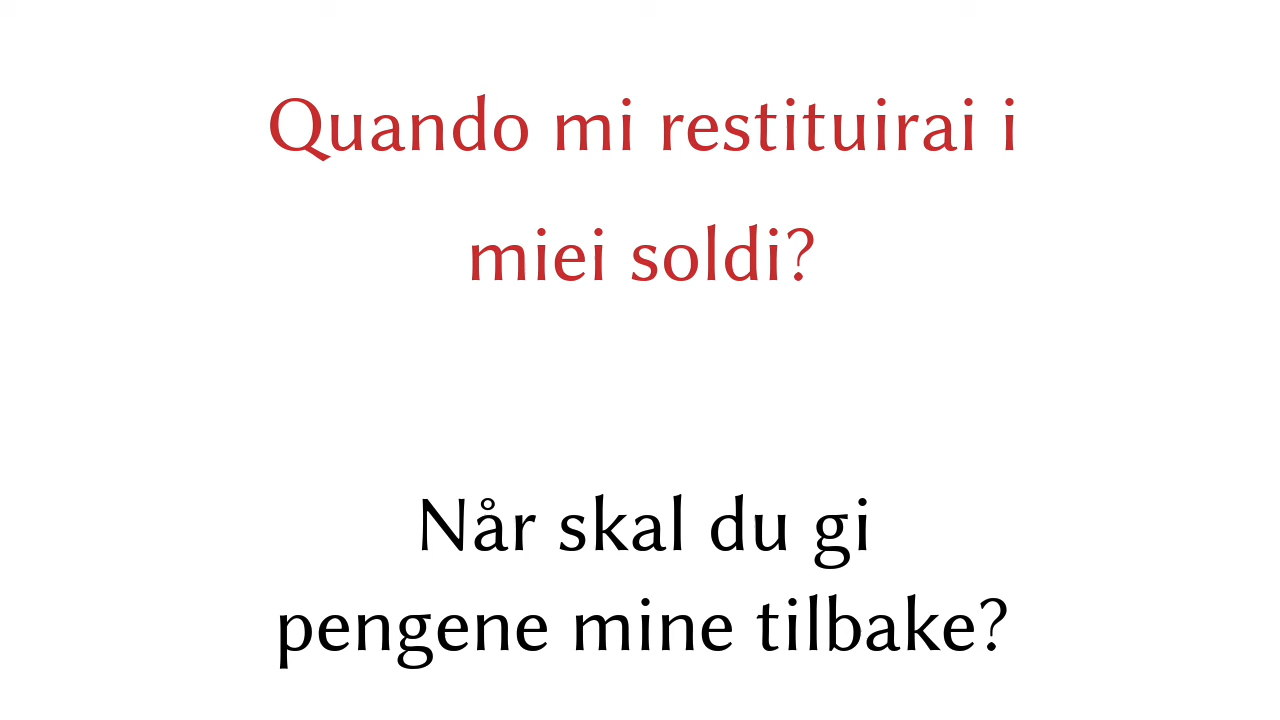 Quando mi restituirai i
miei soldi?
Når skal du gi
pengene mine tilbake?